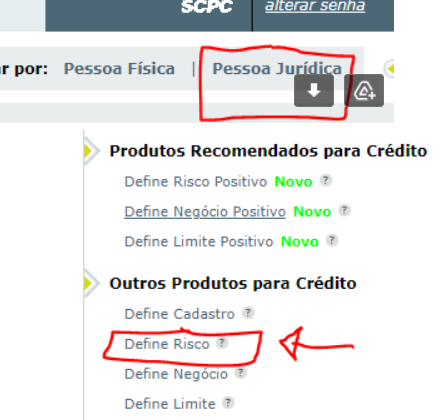 SCPC alterar senha
r por: Pessoa Física | Pessoa Jurídica
Produtos Recomendados para Crédito
Define Risco Positivo Novo ?
Define Negócio Positivo Novo ?
Define Limite Positivo Novo ?
Outros Produtos para Crédito
Define Cadastro ?
Define Risco ?
Define Negócio ?
Define Limite ?